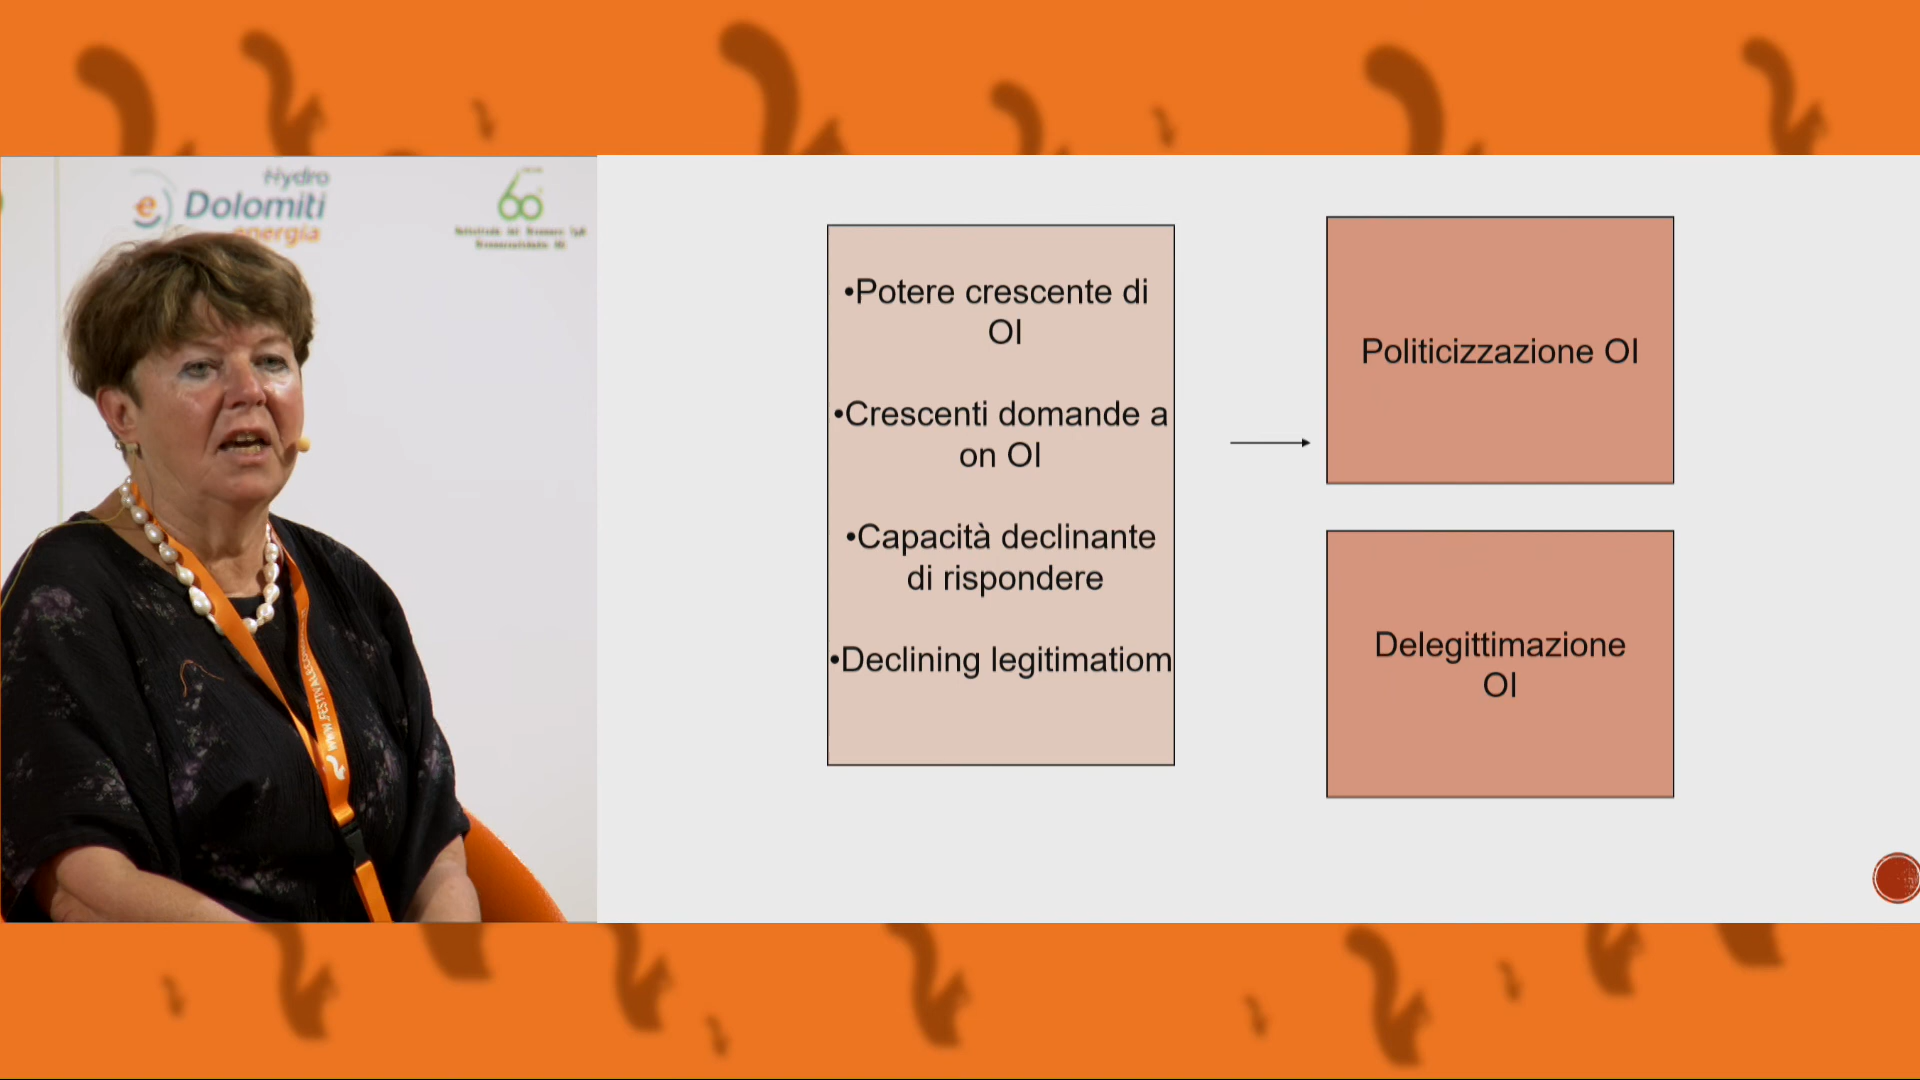 Hydro
e Dolomiti
energia
60
•Potere crescente di
OI
•Crescenti domande a
on OI
•Capacità declinante
di rispondere
•Declining legitimatiom
Politicizzazione OI
Delegittimazione
OI